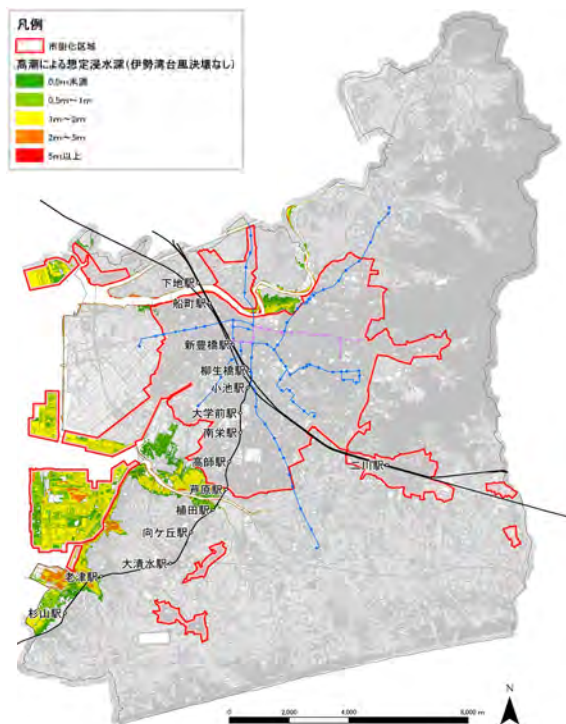 凡例
市街化区域
高潮による想定浸水深(伊勢湾台風決壊なし)
0.5m未満
0.5m～1m
1m～2m
2m～3m
5m以上
下地駅
船町駅
新豊橋駅
柳生橋駅
小池駅
大学前駅
南栄駅
高師駅
二川駅
芦原駅
植田駅
向ケ丘駅
大清水駅
老津駅
杉山駅
N
0
2,000
4,000
8,000 m